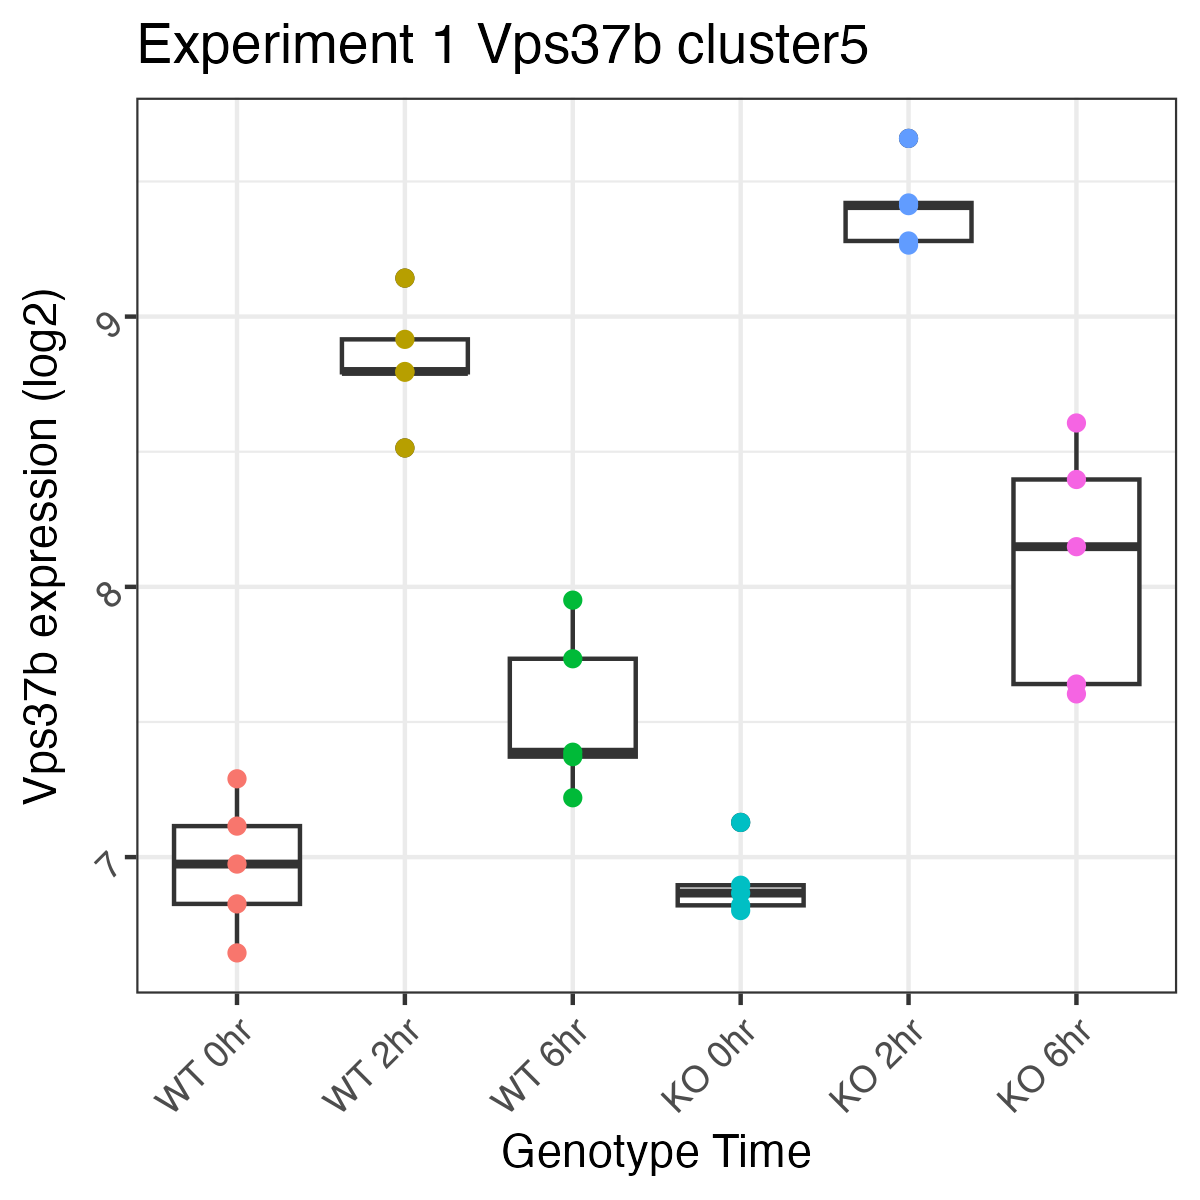 Experiment 1 Vps37b cluster5
Vps37b expression (log2)
9
8
7
WT 0hr
WT 2hr
WT 6hr
KO 0hr
KO 2hr
KO 6hr
Genotype Time